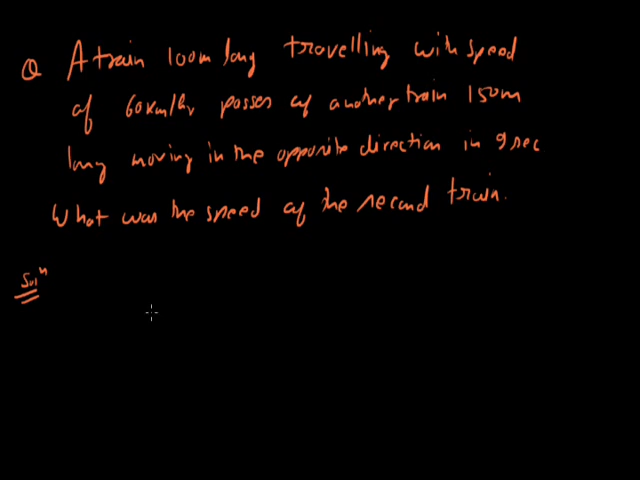 Q A train 100m long travelling with speed
of 60km/hr passes of another train 150m
long moving in the opposite direction in 9 sec
What was the speed of the second train.
Solⁿ